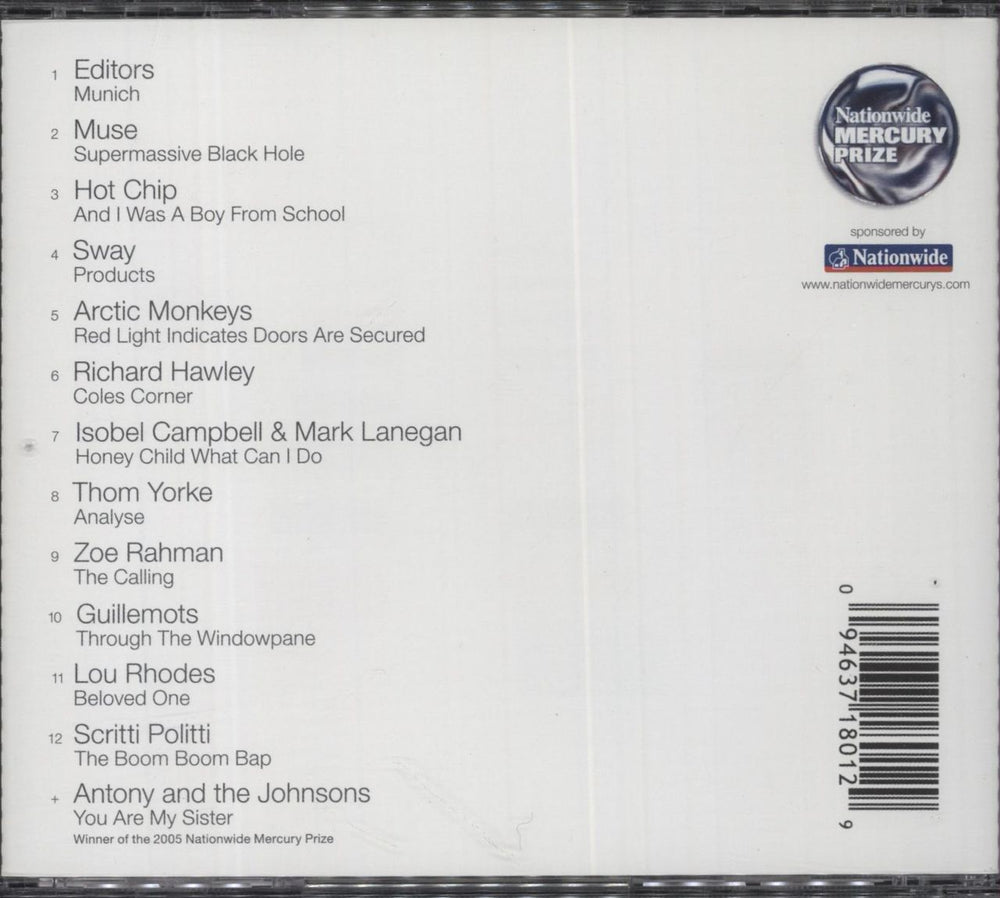 1 Editors
Munich
2 Muse
Supermassive Black Hole
3 Hot Chip
And I Was A Boy From School
4 Sway
Products
5 Arctic Monkeys
Red Light Indicates Doors Are Secured
6 Richard Hawley
Coles Corner
7 Isobel Campbell & Mark Lanegan
Honey Child What Can I Do
8 Thom Yorke
Analyse
9 Zoe Rahman
The Calling
10 Guillemots
Through The Windowpane
11 Lou Rhodes
Beloved One
12 Scritti Politti
The Boom Boom Bap
+ Antony and the Johnsons
You Are My Sister
Winner of the 2005 Nationwide Mercury Prize
Nationwide
MERCURY
PRIZE
sponsored by
Nationwide
www.nationwidemercurys.com
0 94637 18012 9